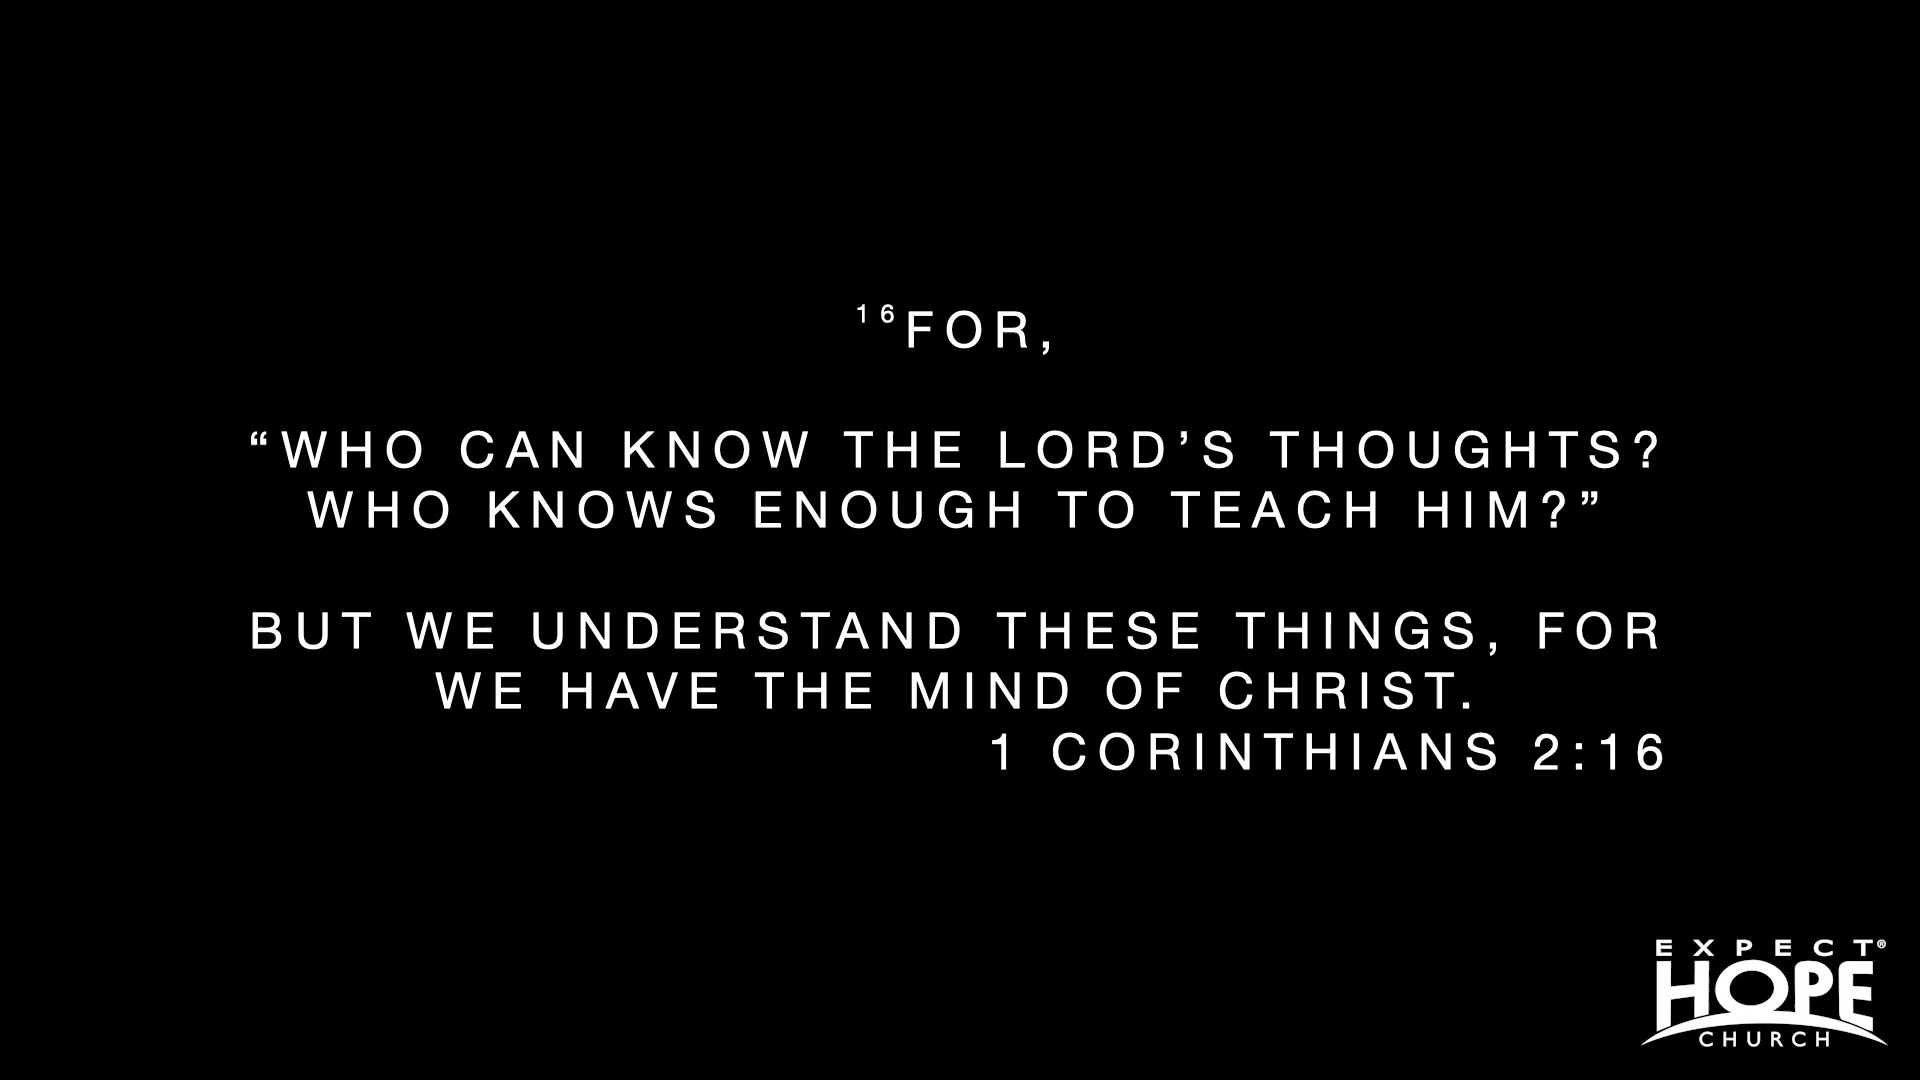 16FOR,
“WHO CAN KNOW THE LORD’S THOUGHTS?
WHO KNOWS ENOUGH TO TEACH HIM?”
BUT WE UNDERSTAND THESE THINGS, FOR
WE HAVE THE MIND OF CHRIST.
1 CORINTHIANS 2:16
EXPECT®
HOPE
CHURCH